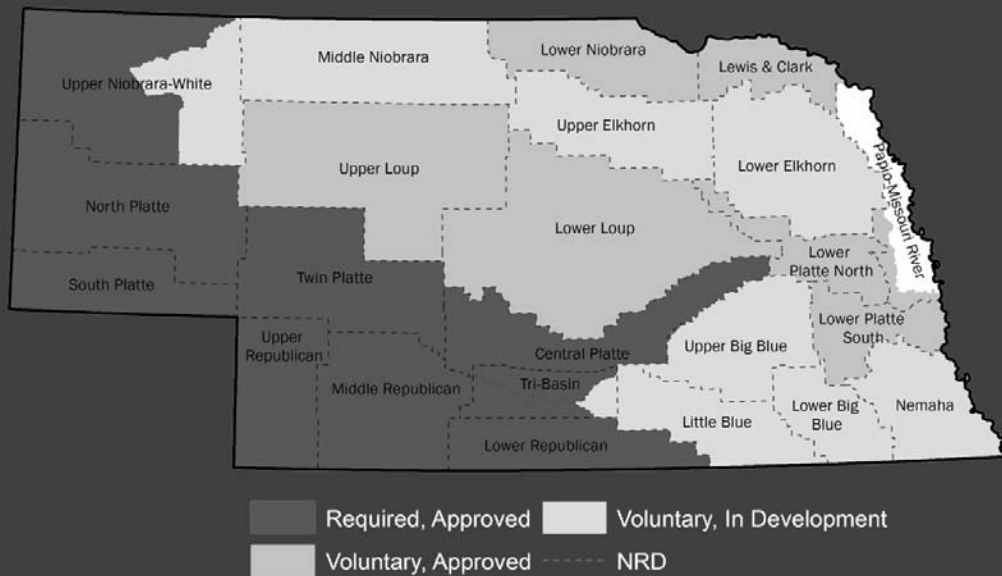 Middle Niobrara
Lower Niobrara
Lewis & Clark
Upper Niobrara-White
Upper Elkhorn
Lower Elkhorn
Papio-Missouri River
Upper Loup
North Platte
Lower Loup
Lower
Platte North
South Platte
Twin Platte
Lower Platte
South
Upper
Republican
Central Platte
Upper Big Blue
Middle Republican
Tri-Basin
Little Blue
Lower Big
Blue
Nemaha
Lower Republican
Required, Approved
Voluntary, In Development
Voluntary, Approved
NRD